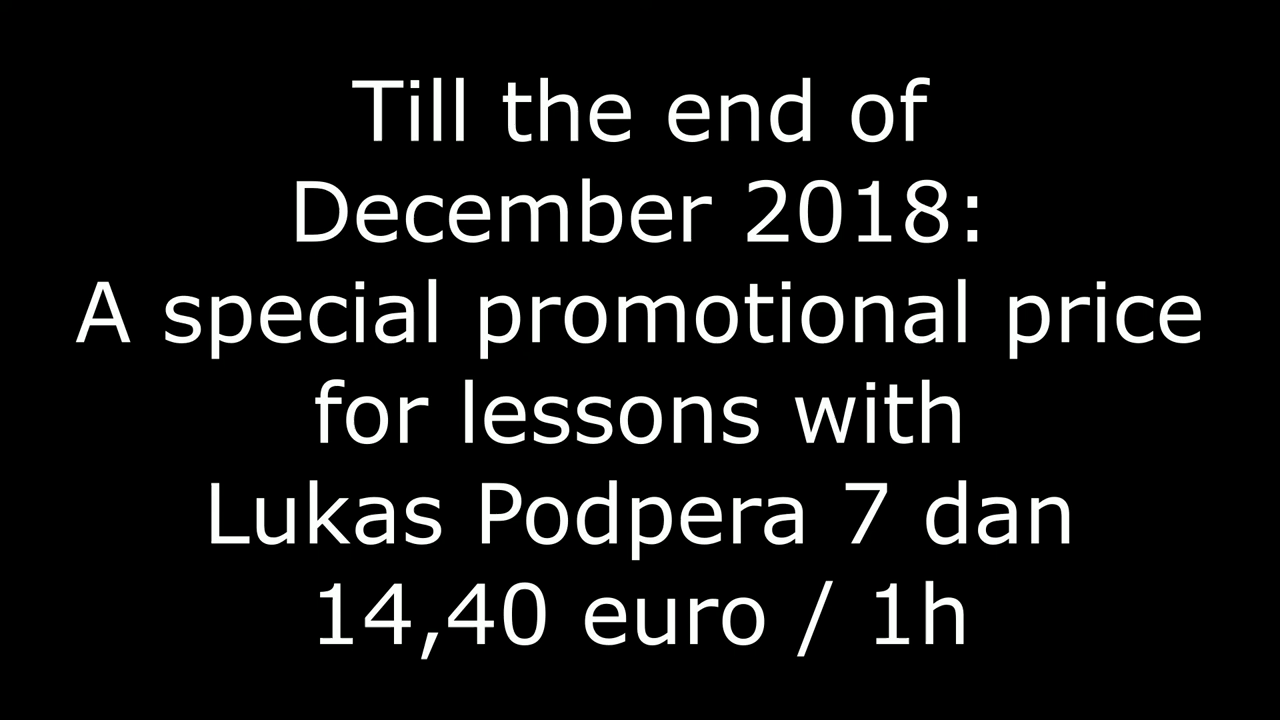 Till the end of
December 2018:
A special promotional price
for lessons with
Lukas Podpera 7 dan
14,40 euro / 1h